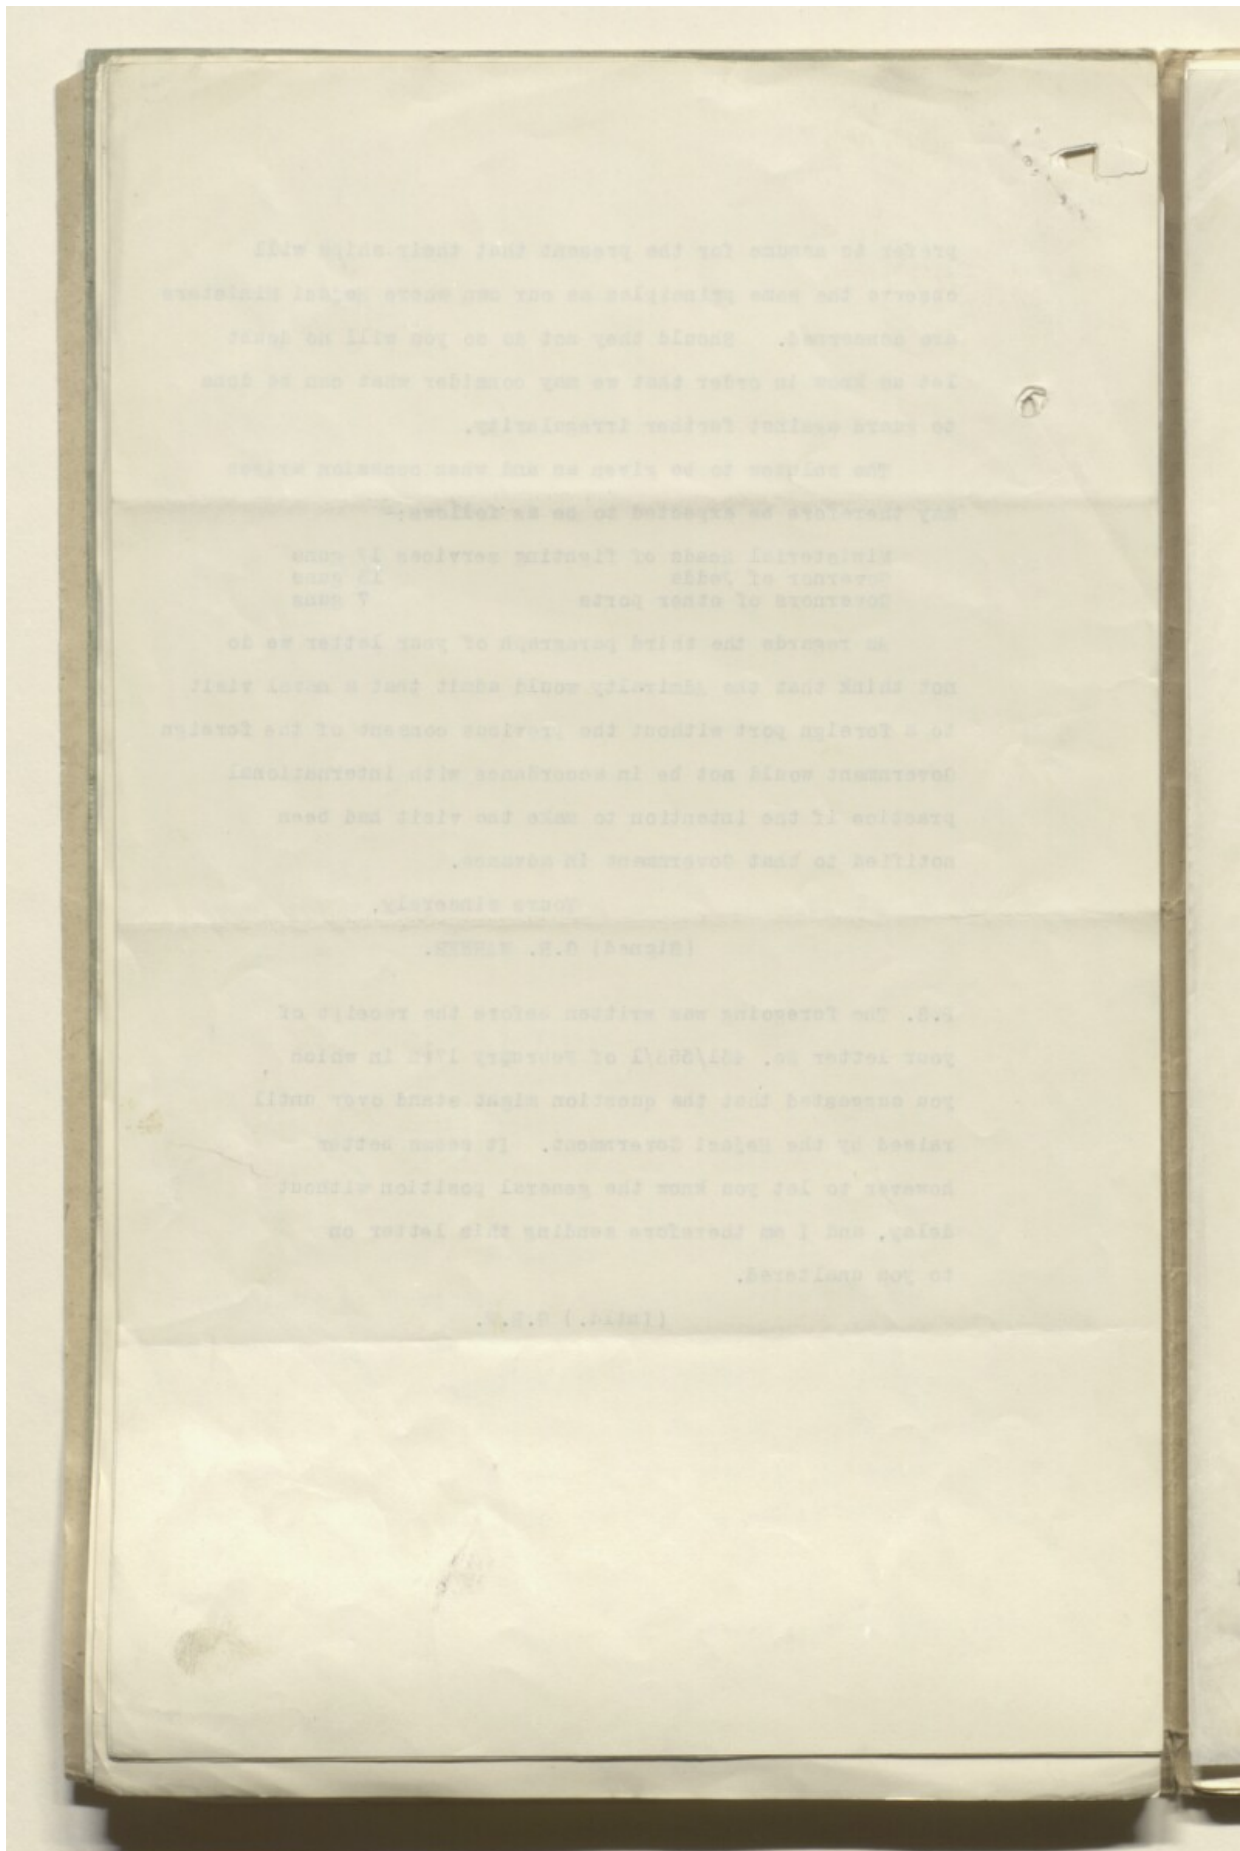 prefer to assume for the present that their ships will
observe the same principles as our own where Hejazi Ministers
are concerned. Should they not do so you will no doubt
let us know in order that we may consider what can be done
to guard against further irregularity.
The salutes to be given as and when occasion arises
may therefore be expected to be as follows:-
Ministerial heads of fighting services 17 guns
Governor of Jedda guns
Governors of other ports 7 guns
As regards the third paragraph of your letter we do
not think that the Admiralty would admit that a naval visit
to a foreign port without the previous consent of the foreign
Government would not be in accordance with international
practice if the intention to make the visit had been
notified to that Government in advance.
Yours sincerely,
(Signed) G.R.
P.S. The foregoing was written before the receipt of
your letter No. of February in which
you suggested that the question might stand over until
raised by the Hejazi Government. It seems better
however to let you know the general position without
delay, and I am therefore sending this letter on
to you unaltered.